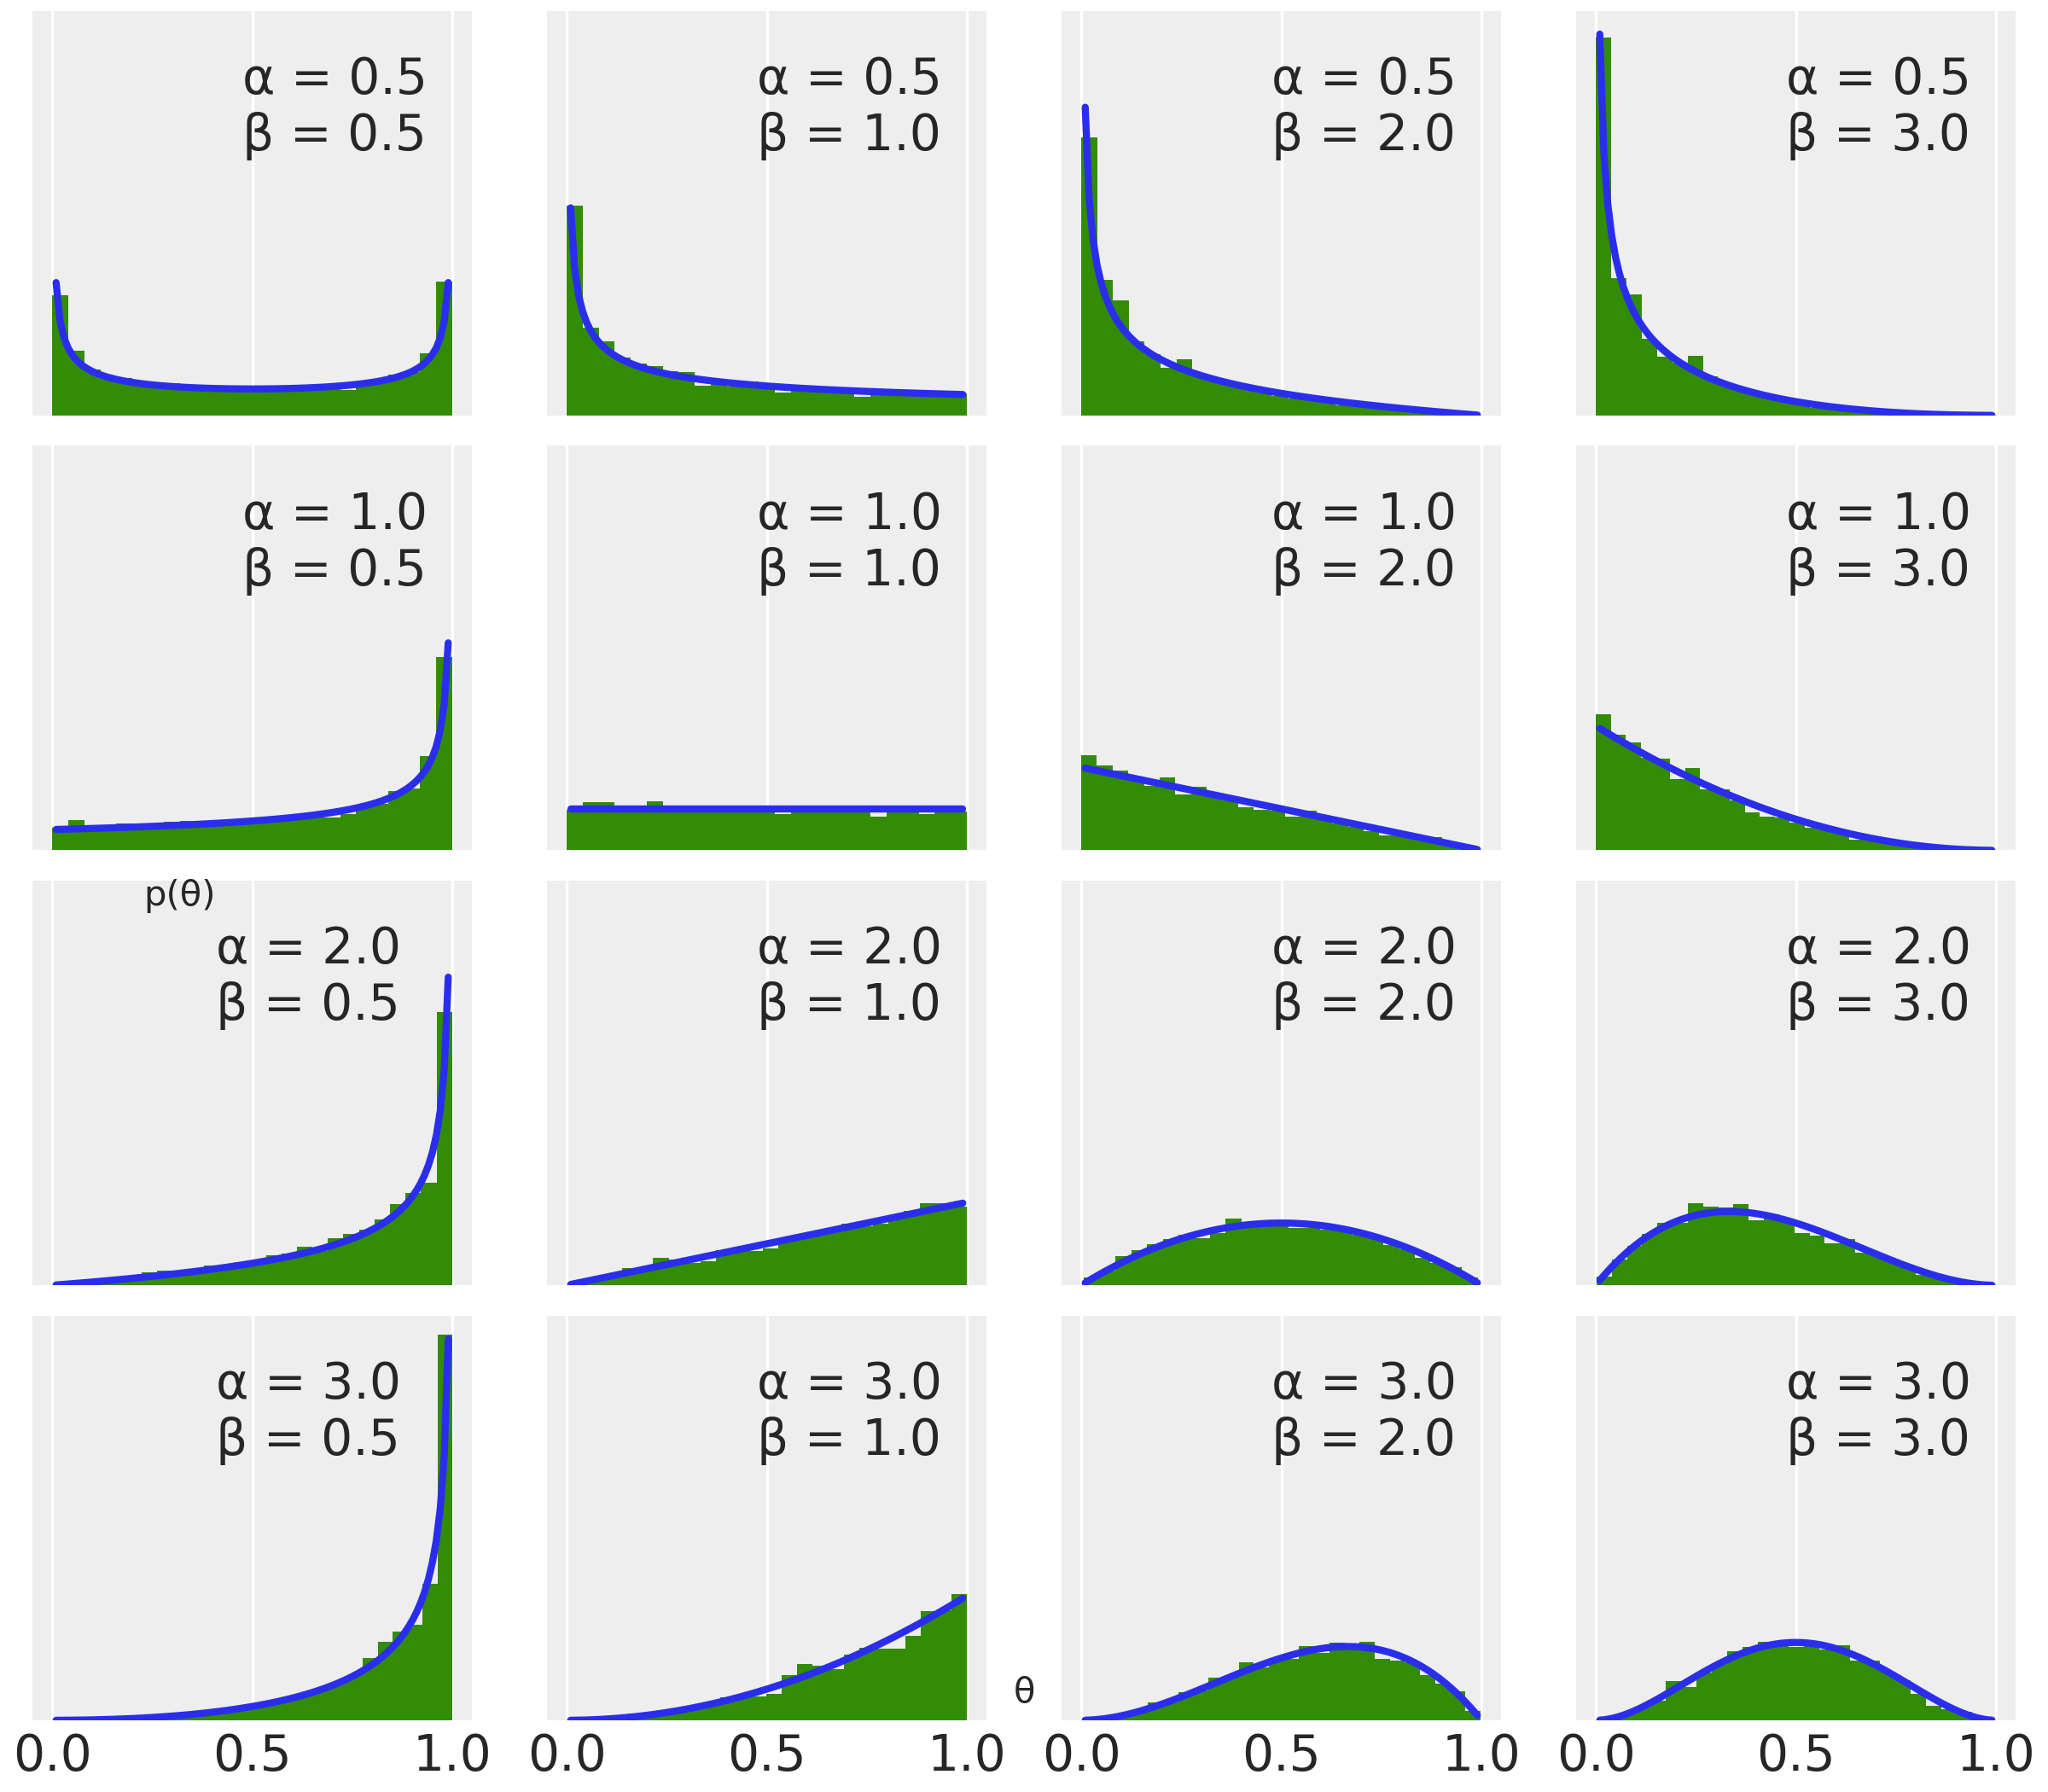 α = 0.5
β = 0.5
α = 0.5
β = 1.0
α = 0.5
β = 2.0
α = 0.5
β = 3.0
α = 1.0
β = 0.5
α = 1.0
β = 1.0
α = 1.0
β = 2.0
α = 1.0
β = 3.0
p(θ)
α = 2.0
β = 0.5
α = 2.0
β = 1.0
α = 2.0
β = 2.0
α = 2.0
β = 3.0
α = 3.0
β = 0.5
α = 3.0
β = 1.0
α = 3.0
β = 2.0
α = 3.0
β = 3.0
θ
0.0 0.5 1.0 0.0 0.5 1.0 0.0 0.5 1.0 0.0 0.5 1.0